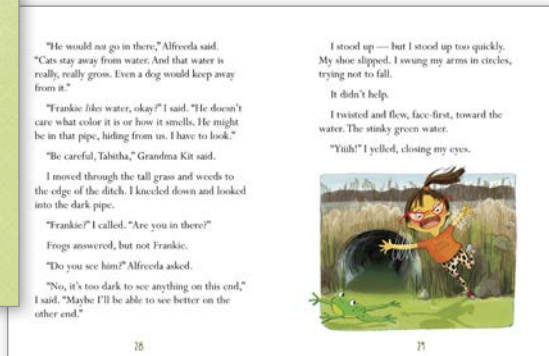 "He would not go in there," Alfreeda said.
"Cats stay away from water. And that water is
really, really gross. Even a dog would keep away
from it."
"Frankie likes water, okay?" I said. "He doesn't
care what color it is or how it smells. He might
be in that pipe, hiding from us. I have to look."
"Be careful, Tabitha," Grandma Kit said.
I moved through the tall grass and weeds to
the edge of the ditch. I kneeled down and looked
into the dark pipe.
"Frankie?" I called. "Are you in there?"
Frogs answered, but not Frankie.
"Do you see him?" Alfreeda asked.
"No, it's too dark to see anything on this end,"
I said. "Maybe I'll be able to see better on the
other end."
28
I stood up — but I stood up too quickly.
My shoe slipped. I swung my arms in circles,
trying not to fall.
It didn't help.
I twisted and flew, face-first, toward the
water. The stinky green water.
"Yiiih!" I yelled, closing my eyes.
29